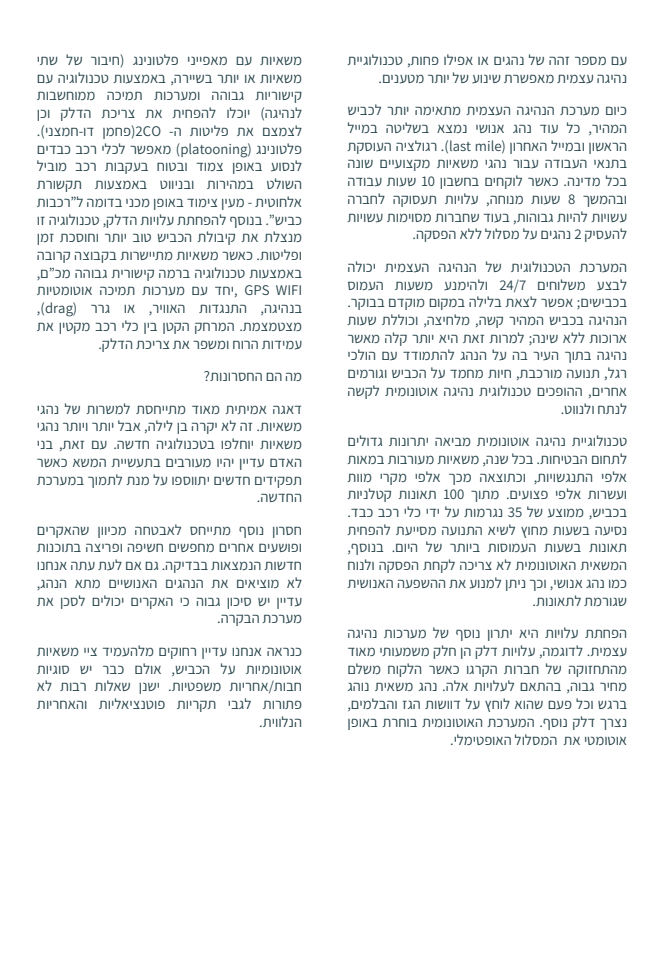 עם מספר זהה של נהגים או אפילו פחות, טכנולוגיית
נהיגה עצמית מאפשרת שינוע של יותר מטענים.
כיום מערכת הנהיגה העצמית מתאימה יותר לכביש
המהיר, כל עוד נהג אנושי נמצא בשליטה במייל
הראשון ובמייל האחרון (last mile). רגולציה העוסקת
בתנאי העבודה עבור נהגי משאיות מקצועיים שונה
בכל מדינה. כאשר לוקחים בחשבון 10 שעות עבודה
ובהמשך 8 שעות מנוחה, עלויות תעסוקה לחברה
עשויות להיות גבוהות, בעוד שחברות מסוימות עשויות
להעסיק 2 נהגים על מסלול ללא הפסקה.
המערכת הטכנולוגית של הנהיגה העצמית יכולה
לבצע משלוחים 24/7 ולהימנע משעות העמוס
בכבישים; אפשר לצאת בלילה במקום מוקדם בבוקר.
הנהיגה בכביש המהיר קשה, מלחיצה, וכוללת שעות
ארוכות ללא שינה; למרות זאת היא יותר קלה מאשר
נהיגה בתוך העיר בה על הנהג להתמודד עם הולכי
רגל, תנועה מורכבת, חיות מחמד על הכביש וגורמים
אחרים, ההופכים טכנולוגית נהיגה אוטונומית לקשה
לנתח ולנווט.
טכנולוגיית נהיגה אוטונומית מביאה יתרונות גדולים
לתחום הבטיחות. בכל שנה, משאיות מעורבות במאות
אלפי התנגשויות, וכתוצאה מכך אלפי מקרי מוות
ועשרות אלפי פצועים. מתוך 100 תאונות קטלניות
בכביש, ממוצע של 35 נגרמות על ידי כלי רכב כבד.
נסיעה בשעות מחוץ לשיא התנועה מסייעת להפחית
תאונות בשעות העמוסות ביותר של היום. בנוסף,
המשאית האוטונומית לא צריכה לקחת הפסקה ולנוח
כמו נהג אנושי, וכך ניתן למנוע את ההשפעה האנושית
שגורמת לתאונות.
הפחתת עלויות היא יתרון נוסף של מערכות נהיגה
עצמית. לדוגמה, עלויות דלק הן חלק משמעותי מאוד
מהתחזוקה של חברות הקרגו כאשר הלקוח משלם
מחיר גבוה, בהתאם לעלויות אלה. נהג משאית נוהג
ברגש וכל פעם שהוא לוחץ על דוושות הגז והבלמים,
נצרך דלק נוסף. המערכת האוטונומית בוחרת באופן
אוטומטי את המסלול האופטימלי.
משאיות עם מאפייני פלטונינג (חיבור של שתי
משאיות או יותר בשיירה, באמצעות טכנולוגיה עם
קישוריות גבוהה ומערכות תמיכה ממוחשבות
לנהיגה) יוכלו להפחית את צריכת הדלק וכן
לצמצם את פליטות ה- 2CO(פחמן דו-חמצני).
פלטונינג (platooning) מאפשר לכלי רכב כבדים
לנסוע באופן צמוד ובטוח בעקבות רכב מוביל
השולט במהירות ובניווט באמצעות תקשורת
אלחוטית - מעין צימוד באופן מכני בדומה ל"רכבות
כביש". בנוסף להפחתת עלויות הדלק, טכנולוגיה זו
מנצלת את קיבולת הכביש טוב יותר וחוסכת זמן
ופליטות. כאשר משאיות מתיישרות בקבוצה קרובה
באמצעות טכנולוגיה ברמה קישורית גבוהה מכ"ם,
GPS WIFI ,יחד עם מערכות תמיכה אוטומטיות
בנהיגה, התנגדות האוויר, או גרר (drag),
מצטמצמת. המרחק הקטן בין כלי רכב מקטין את
עמידות הרוח ומשפר את צריכת הדלק.
מה הם החסרונות?
דאגה אמיתית מאוד מתייחסת למשרות של נהגי
משאיות. זה לא יקרה בן לילה, אבל יותר ויותר נהגי
משאיות יוחלפו בטכנולוגיה חדשה. עם זאת, בני
האדם עדיין יהיו מעורבים בתעשיית המשא כאשר
תפקידים חדשים יתווספו על מנת לתמוך במערכת
החדשה.
חסרון נוסף מתייחס לאבטחה מכיוון שהאקרים
ופושעים אחרים מחפשים חשיפה ופריצה בתוכנות
חדשות הנמצאות בבדיקה. גם אם לעת עתה אנחנו
לא מוציאים את הנהגים האנושיים מתא הנהג,
עדיין יש סיכון גבוה כי האקרים יכולים לסכן את
מערכת הבקרה.
כנראה אנחנו עדיין רחוקים מלהעמיד ציי משאיות
אוטונומיות על הכביש, אולם כבר יש סוגיות
חבות/אחריות משפטיות. ישנן שאלות רבות לא
פתורות לגבי תקריות פוטנציאליות והאחריות
הנלווית.